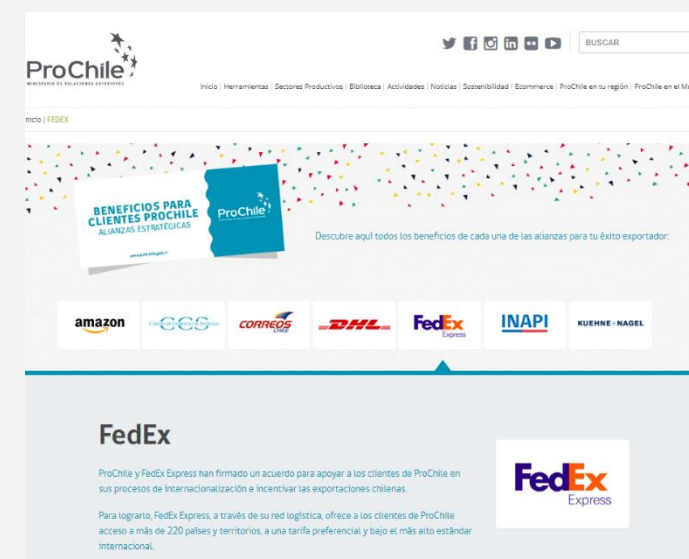 BUSCAR
ProChile
MINISTERIO DE RELACIONES EXTERIORES
Inicio | Herramientas | Sectores Productivos | Biblioteca | Actividades | Noticias | Sostenibilidad | Ecommerce | ProChile en tu región | ProChile en el M
nicio | FEDEX
BENEFICIOS PARA
CLIENTES PROCHILE
ALIANZAS ESTRATÉGICAS
ProChile
Descubre aquí todos los beneficios de cada una de las alianzas para tu éxito exportador:
amazon
CCS
CORREOS
CHILE
DHL
FedEx
Express
INAPI
KUEHNE+NAGEL
FedEx
ProChile y FedEx Express han firmado un acuerdo para apoyar a los clientes de ProChile en
sus procesos de internacionalización e incentivar las exportaciones chilenas.
Para lograrlo, FedEx Express, a través de su red logística, ofrece a los clientes de ProChile
acceso a más de 220 países y territorios, a una tarifa preferencial y bajo el más alto estándar
internacional.
FedEx
Express